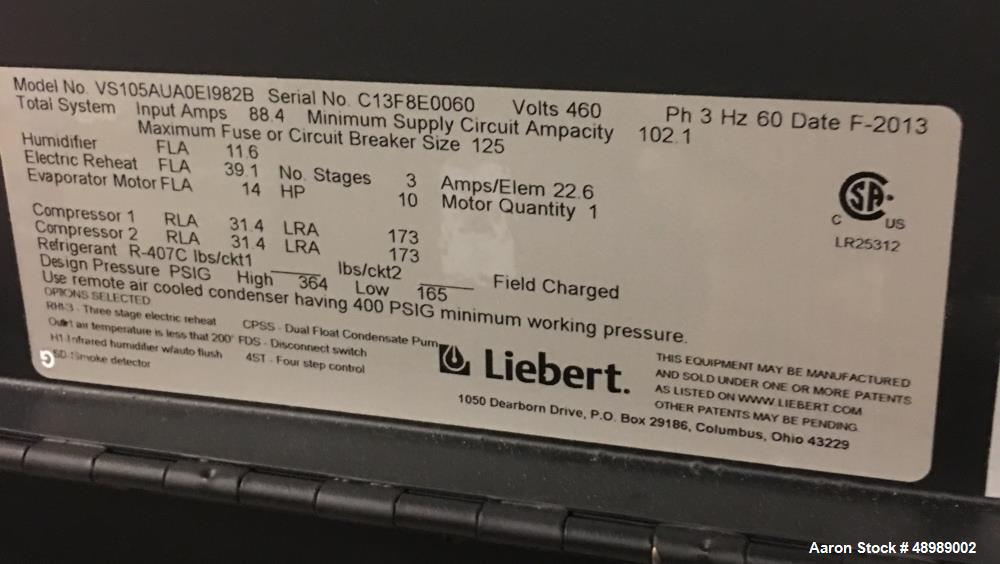 Model No. VS105AUA0EI982B Serial No. C13F8E0060 Volts 460 Ph 3 Hz 60 Date F-2013
Total System Input Amps 88.4 Minimum Supply Circuit Ampacity 102.1
Maximum Fuse or Circuit Breaker Size 125
Humidifier FLA 11.6
Electric Reheat FLA 39.1 No. Stages 3 Amps/Elem 22.6
Evaporator Motor FLA 14 HP 10 Motor Quantity 1
Compressor 1 RLA 31.4 LRA 173
Compressor 2 RLA 31.4 LRA 173
Refrigerant R-407C lbs/ckt1 lbs/ckt2 Field Charged
Design Pressure PSIG High 364 Low 165
Use remote air cooled condenser having 400 PSIG minimum working pressure.
OPTIONS SELECTED
- Three stage electric reheat CPSS - Dual Float Condensate Pump
air temperature is less that 200° FDS - Disconnect switch
Infrared humidifier w/auto flush 4ST - Four step control
Smoke detector
SA
C US
LR25312
Liebert.
1050 Dearborn Drive, P.O. Box 29186, Columbus, Ohio 43229
THIS EQUIPMENT MAY BE MANUFACTURED
AND SOLD UNDER ONE OR MORE PATENTS
AS LISTED ON WWW.LIEBERT.COM
OTHER PATENTS MAY BE PENDING.
Aaron Stock # 48989002